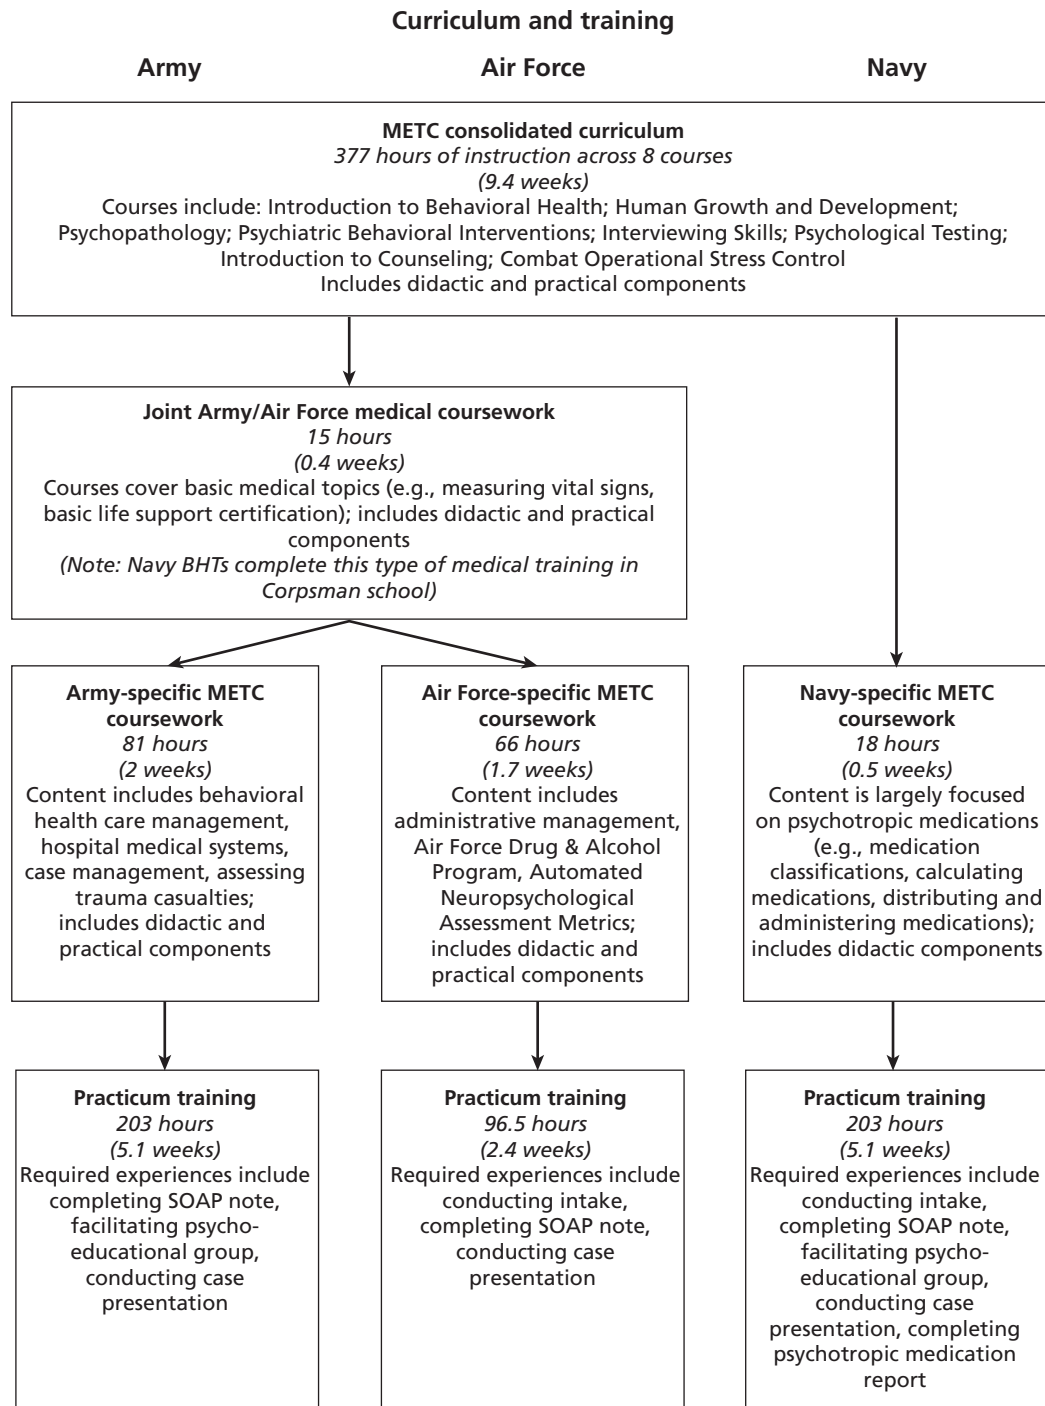 Curriculum and training
Army
Air Force
Navy
METC consolidated curriculum
377 hours of instruction across 8 courses
(9.4 weeks)
Courses include: Introduction to Behavioral Health; Human Growth and Development;
Psychopathology; Psychiatric Behavioral Interventions; Interviewing Skills; Psychological Testing;
Introduction to Counseling; Combat Operational Stress Control
Includes didactic and practical components
Joint Army/Air Force medical coursework
15 hours
(0.4 weeks)
Courses cover basic medical topics (e.g., measuring vital signs,
basic life support certification); includes didactic and practical
components
(Note: Navy BHTs complete this type of medical training in
Corpsman school)
Army-specific METC
coursework
81 hours
(2 weeks)
Content includes behavioral
health care management,
hospital medical systems,
case management, assessing
trauma casualties;
includes didactic and
practical components
Air Force-specific METC
coursework
66 hours
(1.7 weeks)
Content includes
administrative management,
Air Force Drug & Alcohol
Program, Automated
Neuropsychological
Assessment Metrics;
includes didactic and
practical components
Navy-specific METC
coursework
18 hours
(0.5 weeks)
Content is largely focused
on psychotropic medications
(e.g., medication
classifications, calculating
medications, distributing and
administering medications);
includes didactic components
Practicum training
203 hours
(5.1 weeks)
Required experiences include
completing SOAP note,
facilitating psycho-
educational group,
conducting case
presentation
Practicum training
96.5 hours
(2.4 weeks)
Required experiences include
conducting intake,
completing SOAP note,
conducting case
presentation
Practicum training
203 hours
(5.1 weeks)
Required experiences include
conducting intake,
completing SOAP note,
facilitating psycho-
educational group,
conducting case
presentation, completing
psychotropic medication
report